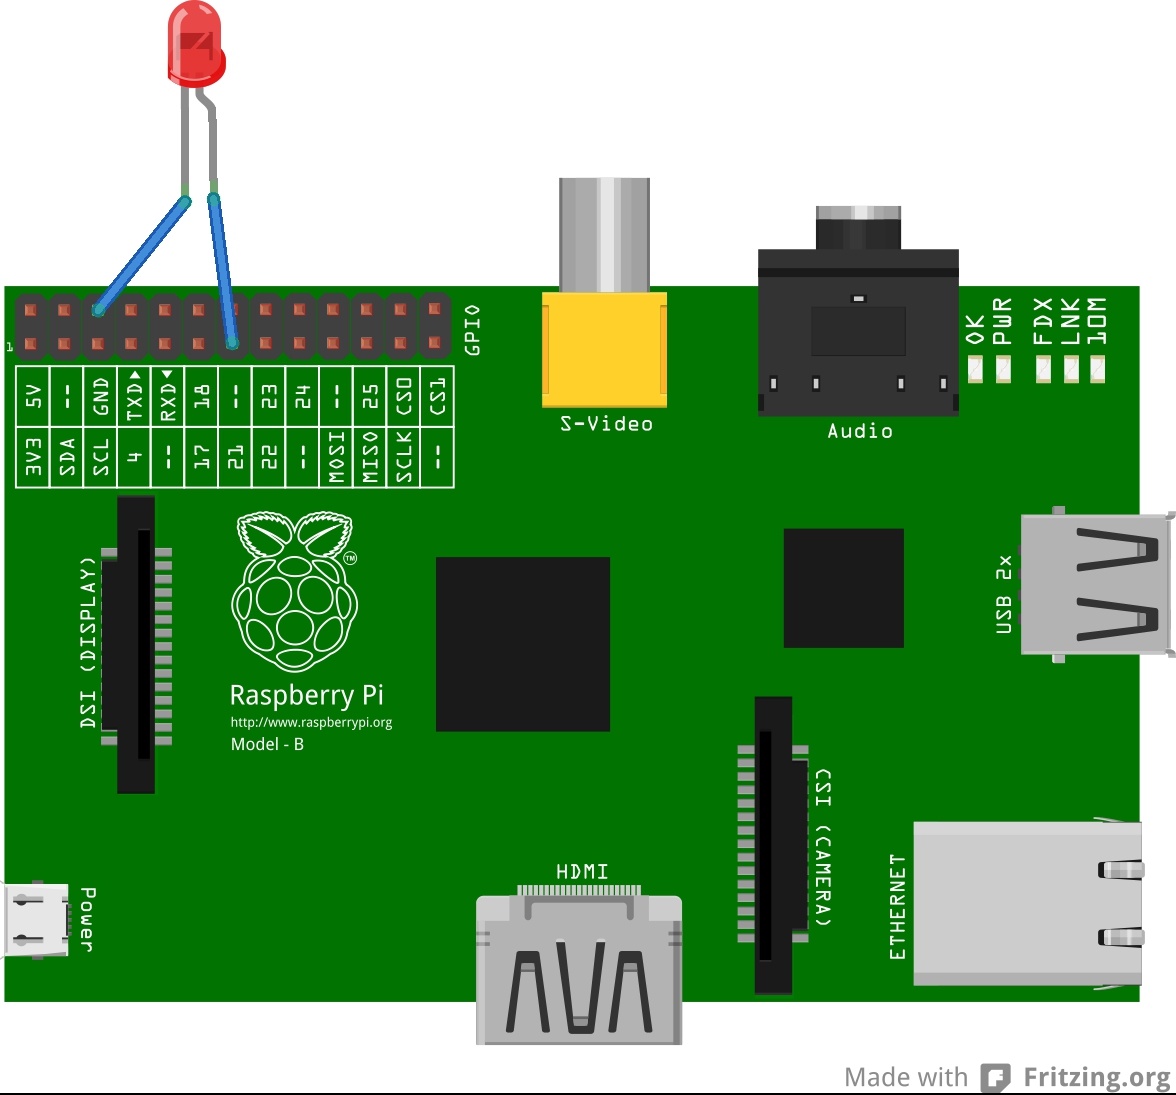 GPIO
1
5V -- GND TXD RXD 18 -- 23 24 -- 25 CS0 CS1
3V3 SDA SCL 4 -- 17 21 22 -- MOSI MISO SCLK --
S-Video
Audio
OK PWR FDX LNK 10M
DSI (DISPLAY)
TM
Raspberry Pi
http://www.raspberrypi.org
Model - B
USB 2x
CSI (CAMERA)
Power
HDMI
ETHERNET
Made with Fritzing.org